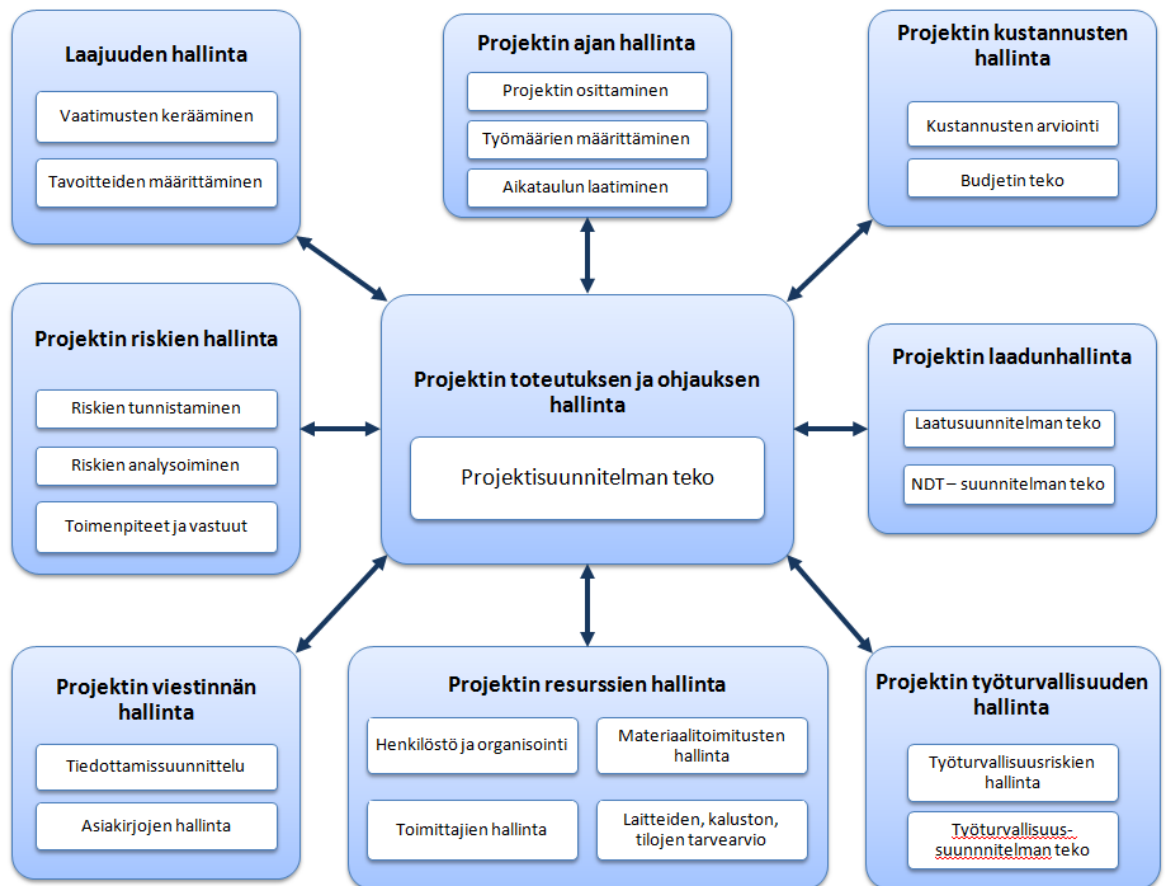 Laajuuden hallinta
Vaatimusten kerääminen
Tavoitteiden määrittäminen
Projektin ajan hallinta
Projektin osittaminen
Työmäärien määrittäminen
Aikataulun laatiminen
Projektin kustannusten
hallinta
Kustannusten arviointi
Budjetin teko
Projektin riskien hallinta
Riskien tunnistaminen
Riskien analysoiminen
Toimenpiteet ja vastuut
Projektin toteutuksen ja ohjauksen
hallinta
Projektisuunnitelman teko
Projektin laadunhallinta
Laatusuunnitelman teko
NDT – suunnitelman teko
Projektin viestinnän
hallinta
Tiedottamissuunnittelu
Asiakirjojen hallinta
Projektin resurssien hallinta
Henkilöstö ja organisointi
Materiaalitoimitusten
hallinta
Toimittajien hallinta
Laitteiden, kaluston,
tilojen tarvearvio
Projektin työturvallisuuden
hallinta
Työturvallisuusriskien
hallinta
Työturvallisuus-
suunnnitelman teko